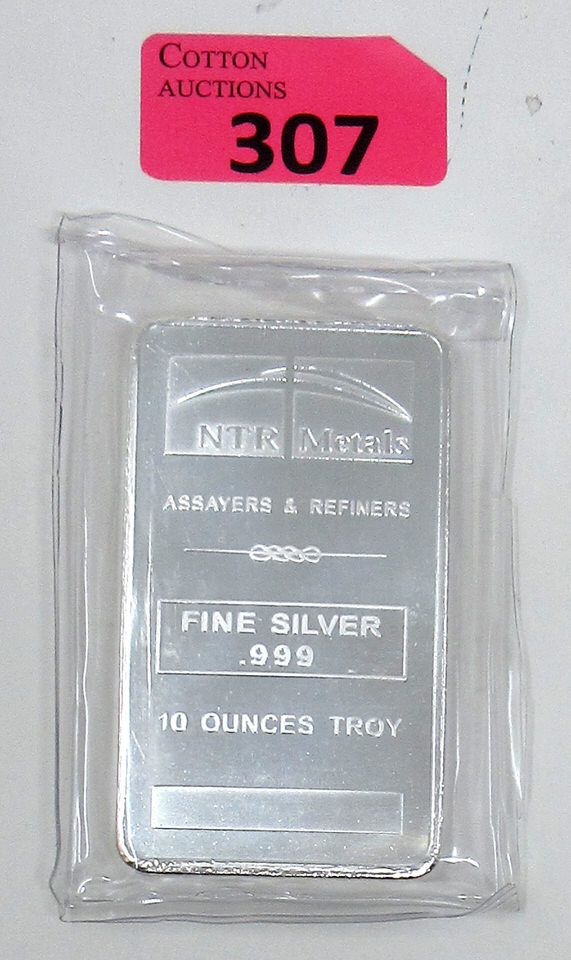 COTTON
AUCTIONS
307
NTR Metals
ASSAYERS & REFINERS
FINE SILVER
.999
10 OUNCES TROY